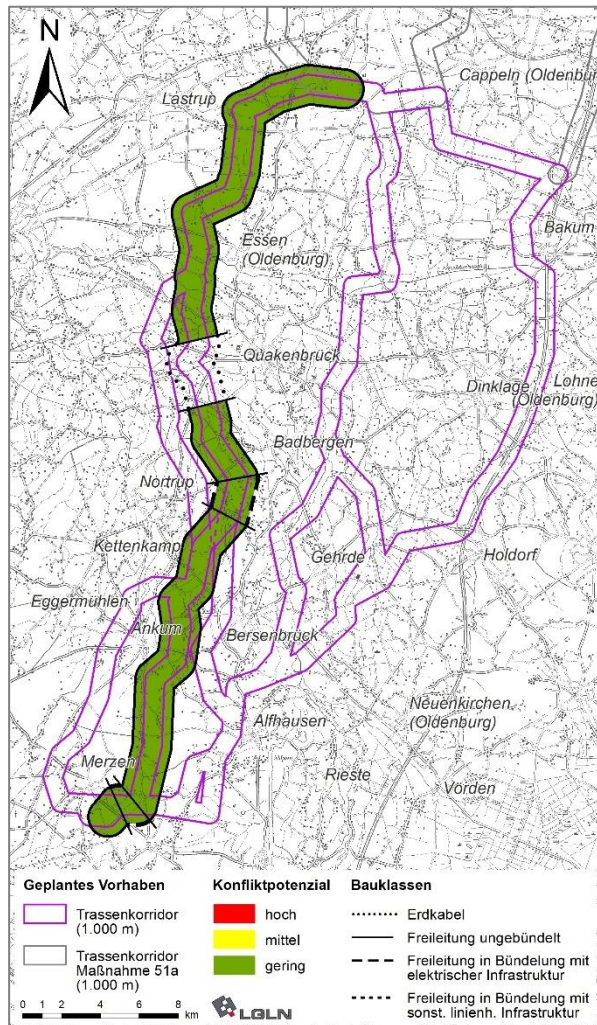 N
Cappeln (Oldenburg
Lastrup
Bakum
Essen
(Oldenburg)
Quakenbrück
Dinklage
Lohne
(Oldenburg)
Badbergen
Nortrup
Kettenkamp
Gehrde
Holdorf
Eggermühlen
Ankum
Bersenbrück
Neuenkirchen
(Oldenburg)
Alfhausen
Merzen
Rieste
Vörden
Geplantes Vorhaben
Trassenkorridor
(1.000 m)
Trassenkorridor
Maßnahme 51a
(1.000 m)
0 1 2 4 6 8
km
Konfliktpotenzial
hoch
mittel
gering
LGLN
Bauklassen
Erdkabel
Freileitung ungebündelt
Freileitung in Bündelung mit
elektrischer Infrastruktur
Freileitung in Bündelung mit
sonst. linienh. Infrastruktur